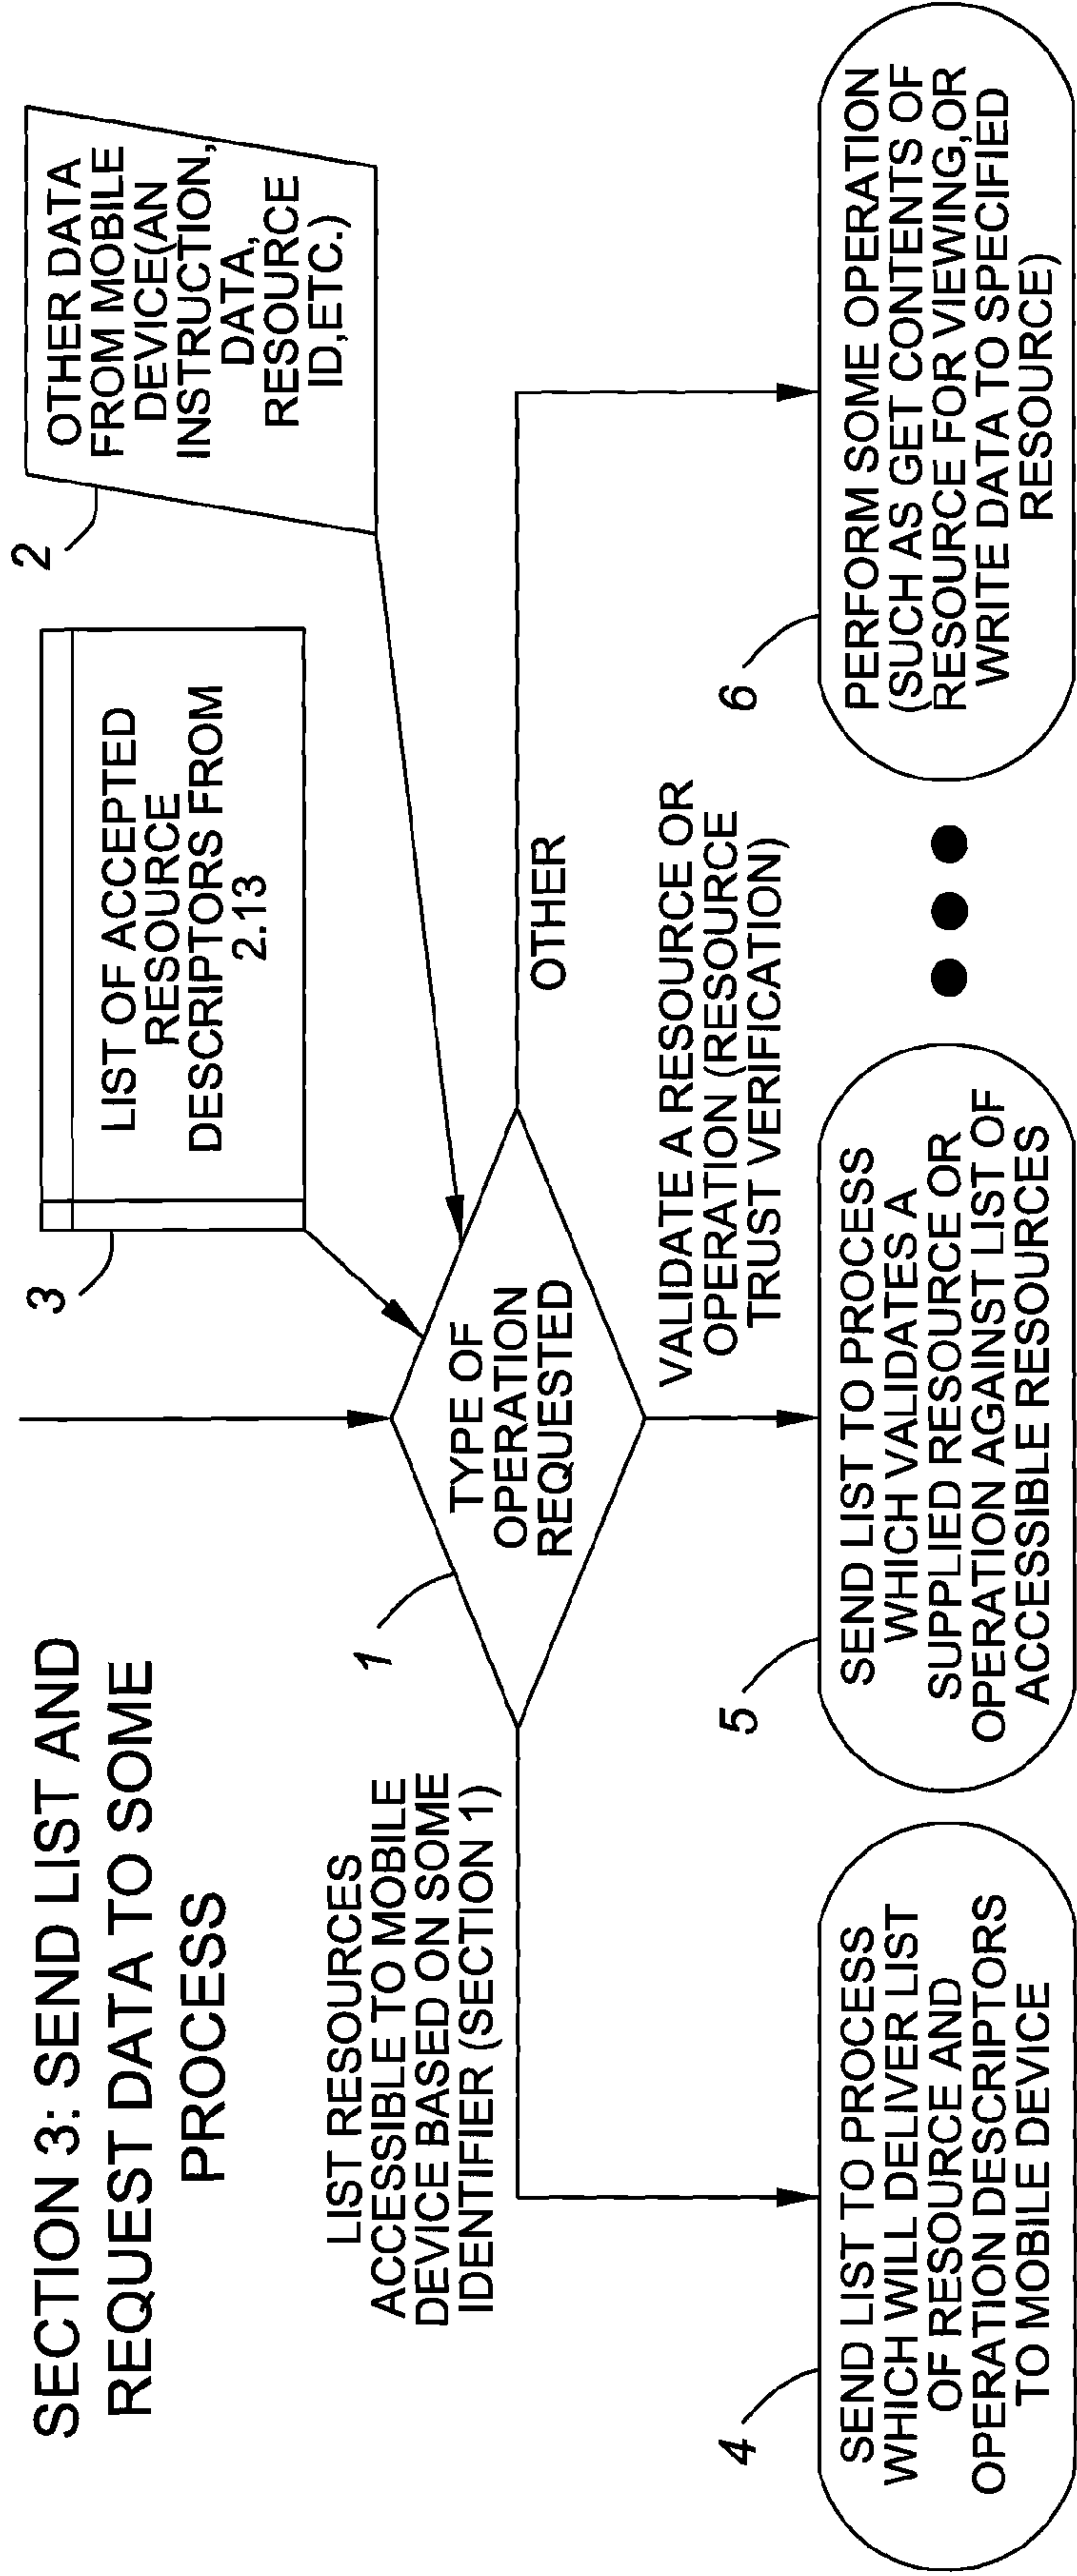 SECTION 3: SEND LIST AND
REQUEST DATA TO SOME
PROCESS
3
LIST OF ACCEPTED
RESOURCE
DESCRIPTORS FROM
2.13
2
OTHER DATA
FROM MOBILE
DEVICE(AN
INSTRUCTION,
DATA,
RESOURCE
ID,ETC.)
1
TYPE OF
OPERATION
REQUESTED
LIST RESOURCES
ACCESSIBLE TO MOBILE
DEVICE BASED ON SOME
IDENTIFIER (SECTION 1)
OTHER
VALIDATE A RESOURCE OR
OPERATION (RESOURCE
TRUST VERIFICATION)
4
SEND LIST TO PROCESS
WHICH WILL DELIVER LIST
OF RESOURCE AND
OPERATION DESCRIPTORS
TO MOBILE DEVICE
5
SEND LIST TO PROCESS
WHICH VALIDATES A
SUPPLIED RESOURCE OR
OPERATION AGAINST LIST OF
ACCESSIBLE RESOURCES
6
PERFORM SOME OPERATION
(SUCH AS GET CONTENTS OF
RESOURCE FOR VIEWING,OR
WRITE DATA TO SPECIFIED
RESOURCE)